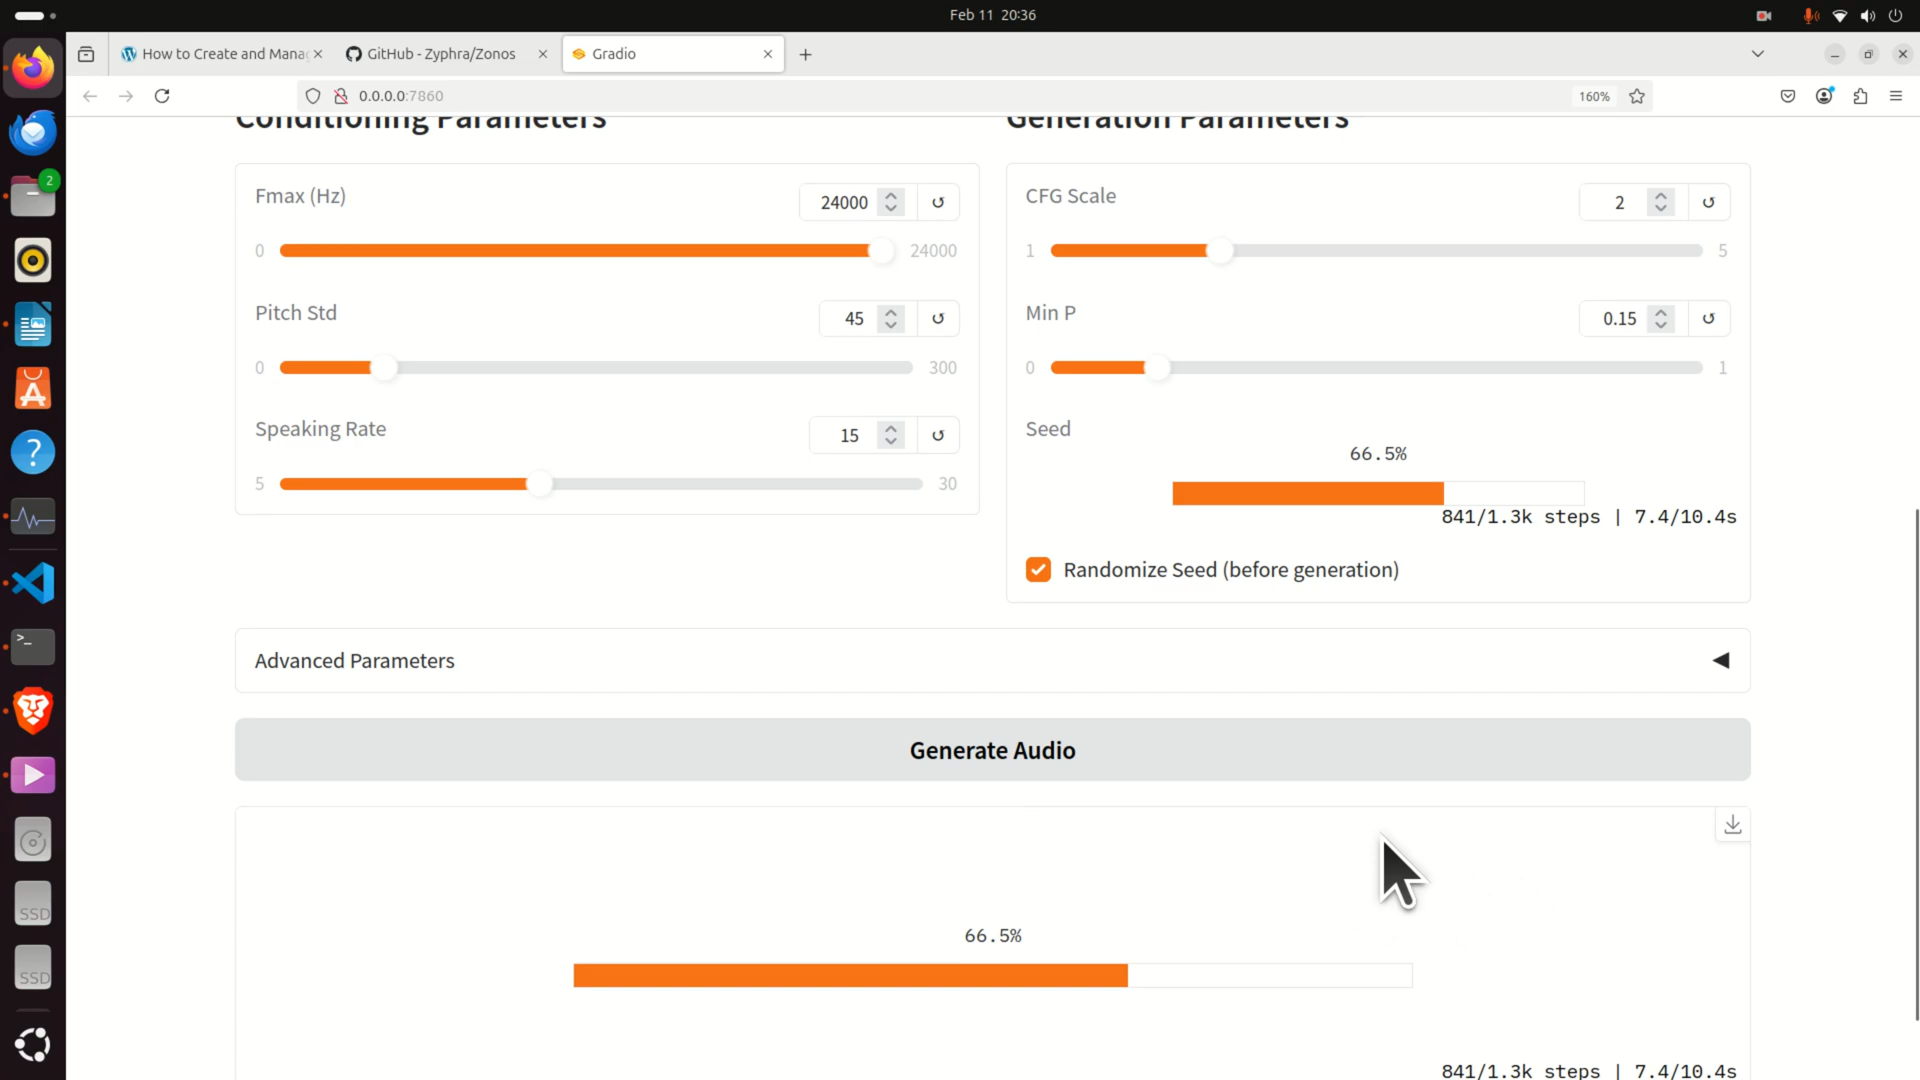 Feb 11 20:36
2
How to Create and Mana
GitHub - Zyphra/Zonos
Gradio
0.0.0.0:7860
160%
Conditioning Parameters
Generation Parameters
Fmax (Hz)
24000
0
24000
Pitch Std
45
0
300
Speaking Rate
15
5
30
CFG Scale
2
1
5
Min P
0.15
0
1
Seed
66.5%
841/1.3k steps | 7.4/10.4s
Randomize Seed (before generation)
Advanced Parameters
Generate Audio
66.5%
841/1.3k steps | 7.4/10.4s
SSD
SSD